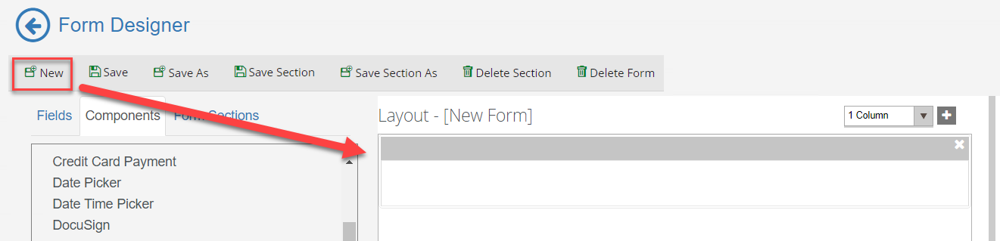 Form Designer
New Save Save As Save Section Save Section As Delete Section Delete Form
Fields Components Form Sections
Layout - [New Form] 1 Column
Credit Card Payment
Date Picker
Date Time Picker
DocuSign